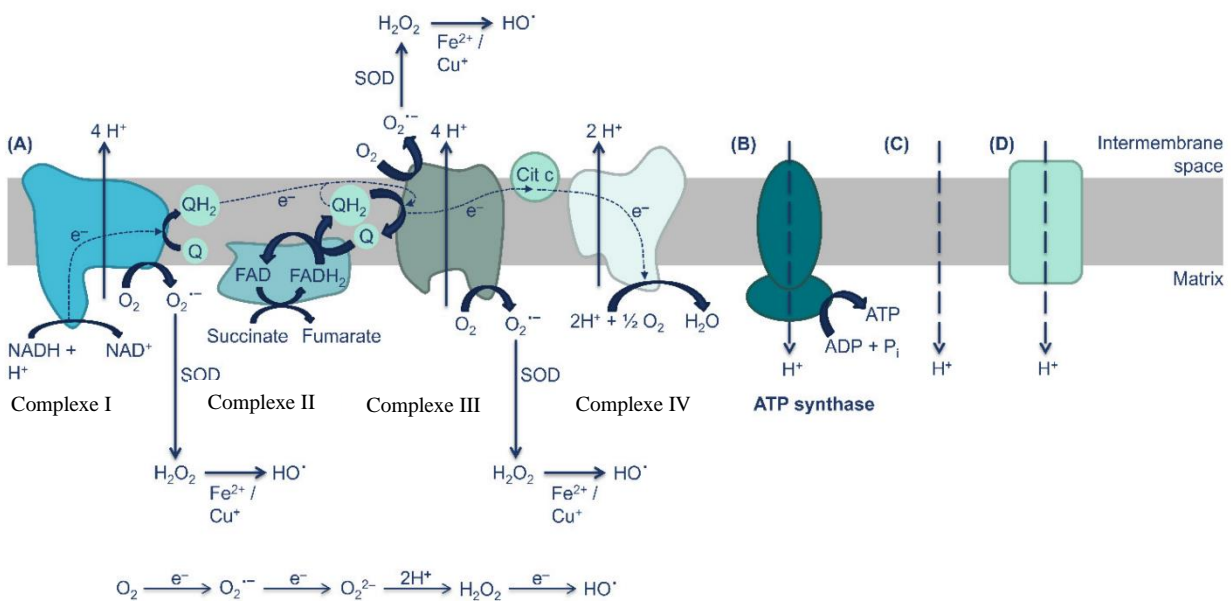 H₂O₂ → HO˙
Fe²⁺ /
Cu⁺
SOD
O₂˙⁻
(A)
4 H⁺
O₂
4 H⁺
2 H⁺
(B)
(C)
(D)
Intermembrane
space
QH₂
e⁻
Q
e⁻
QH₂
Q
e⁻
Cit c
e⁻
FAD
FADH₂
Matrix
O₂
O₂˙⁻
Succinate
Fumarate
O₂
O₂˙⁻
2H⁺ + ½ O₂
H₂O
ATP
ADP + Pᵢ
NADH +
H⁺
NAD⁺
H⁺
H⁺
H⁺
SOD
SOD
Complexe I
Complexe II
Complexe III
Complexe IV
ATP synthase
H₂O₂ → HO˙
Fe²⁺ /
Cu⁺
H₂O₂ → HO˙
Fe²⁺ /
Cu⁺
O₂ e⁻→ O₂˙⁻ e⁻→ O₂²⁻ 2H⁺→ H₂O₂ e⁻→ HO˙